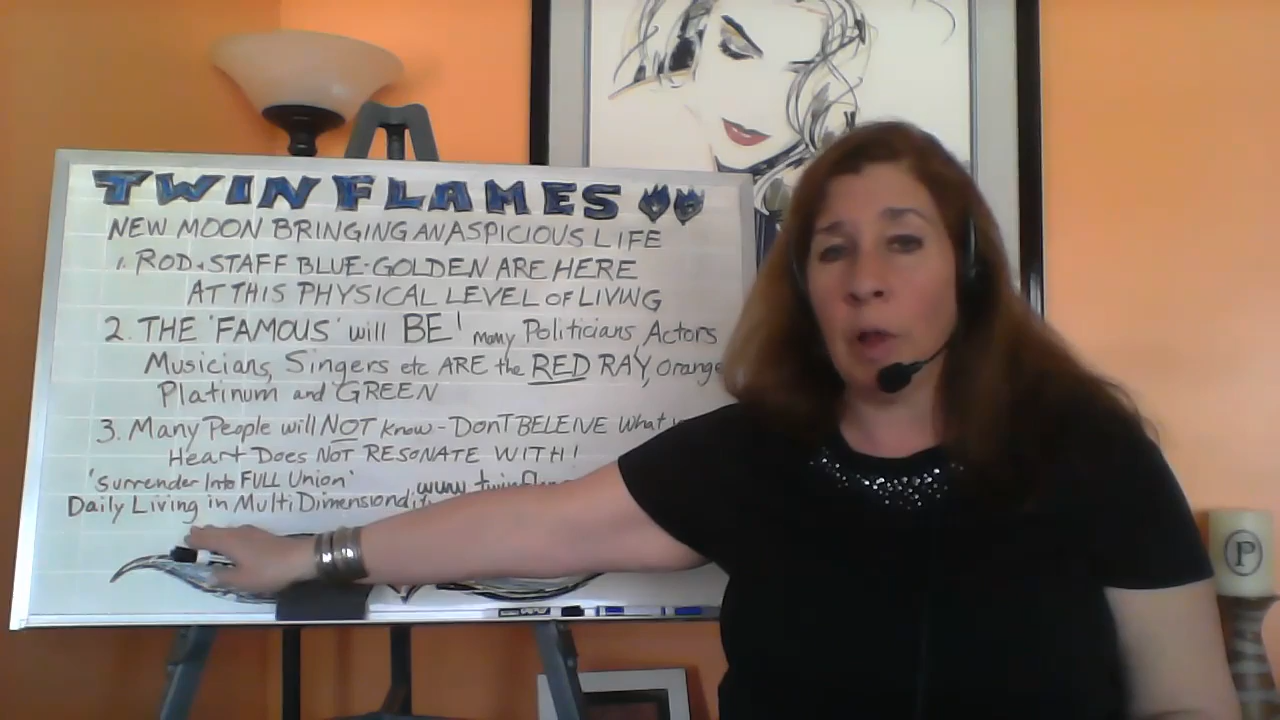 TWIN FLAMES
NEW MOON BRINGING AN ASPICIOUS LIFE
1. ROD + STAFF BLUE-GOLDEN ARE HERE
AT THIS PHYSICAL LEVEL OF LIVING
2. THE 'FAMOUS' will BE! many Politicians Actors
Musicians, Singers etc ARE the RED RAY, orange
Platinum and GREEN
3. Many People will NOT know - DonT BELEIVE What
Heart Does NOT RESONATE WITH!
'Surrender Into FULL Union'
Daily Living in MultiDimensiondit
P